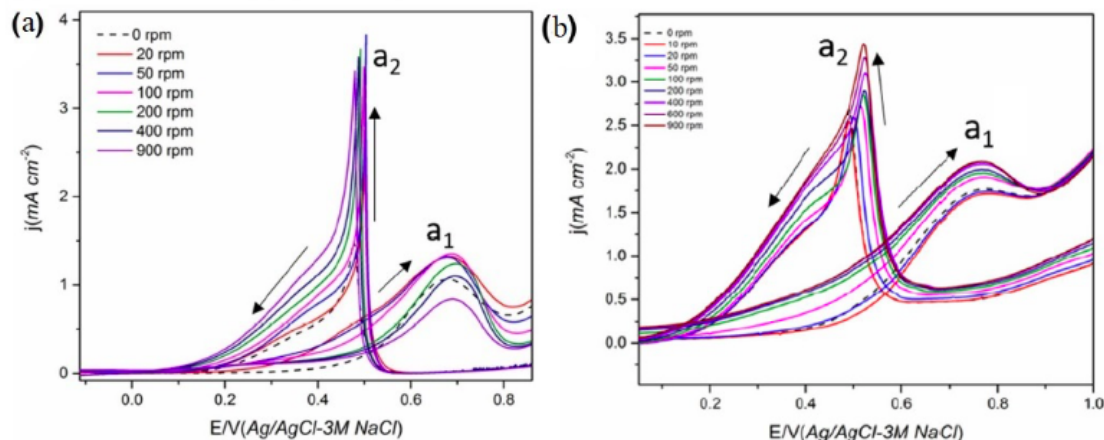 (a)
4
3
2
1
0
0.0 0.2 0.4 0.6 0.8
j(mA cm-2)
E/V(Ag/AgCl-3M NaCl)
0 rpm
20 rpm
50 rpm
100 rpm
200 rpm
400 rpm
900 rpm
a2
a1
(b)
3.5
3.0
2.5
2.0
1.5
1.0
0.5
0.0
0.2 0.4 0.6 0.8 1.0
j(mA cm-2)
E/V(Ag/AgCl-3M NaCl)
0 rpm
10 rpm
20 rpm
50 rpm
100 rpm
200 rpm
400 rpm
600 rpm
900 rpm
a2
a1